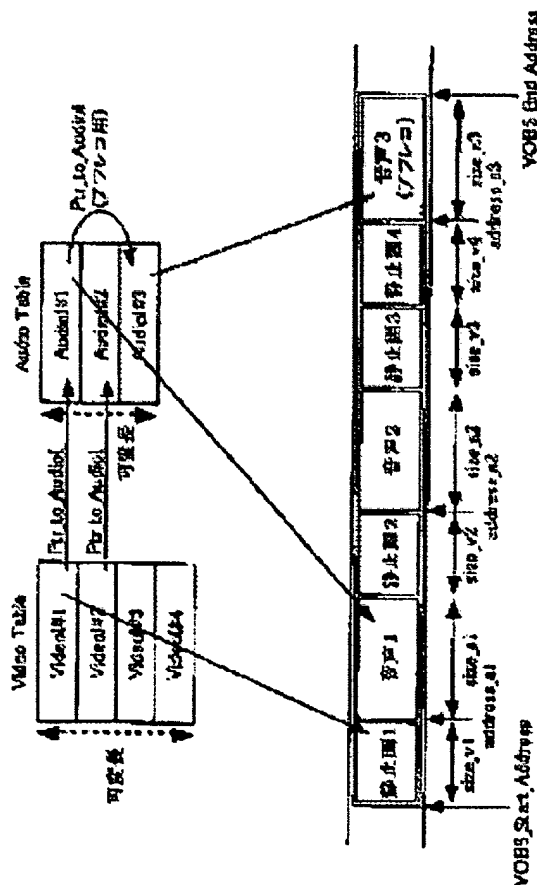 Video Table
Video#1
Video#2
Video#3
Video#4
可変長
Ptr_to_Audio
Ptr_to_Audio
Audio Table
Audio#1
Audio#2
Audio#3
可変長
Ptr_to_Audio
(アフレコ用)
静止画1
音声1
静止画2
音声2
静止画3
静止画4
音声3
(アフレコ)
size_v1
size_a1
size_v2
size_a2
size_v3
size_v4
size_a3
address_a1
address_a2
address_a3
VOBS_Start_Address
VOBS End Address